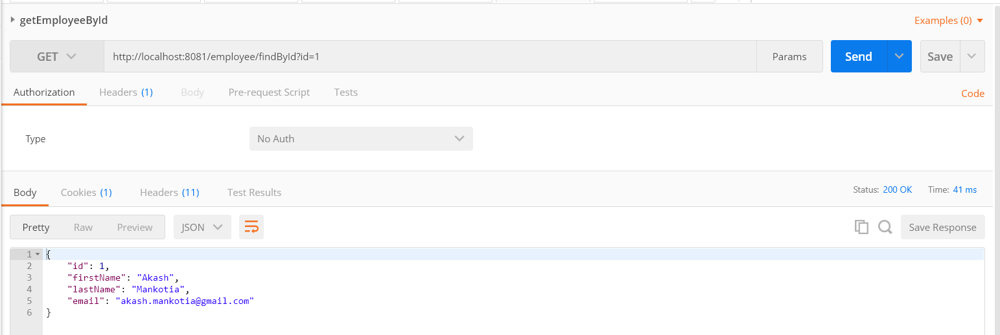 getEmployeeById Examples (0)
GET http://localhost:8081/employee/findById?id=1 Params Send Save
Authorization Headers (1) Body Pre-request Script Tests Code
Type No Auth
Body Cookies (1) Headers (11) Test Results Status: 200 OK Time: 41 ms
Pretty Raw Preview JSON Save Response
1 {
2 "id": 1,
3 "firstName": "Akash",
4 "lastName": "Mankotia",
5 "email": "akash.mankotia@gmail.com"
6 }